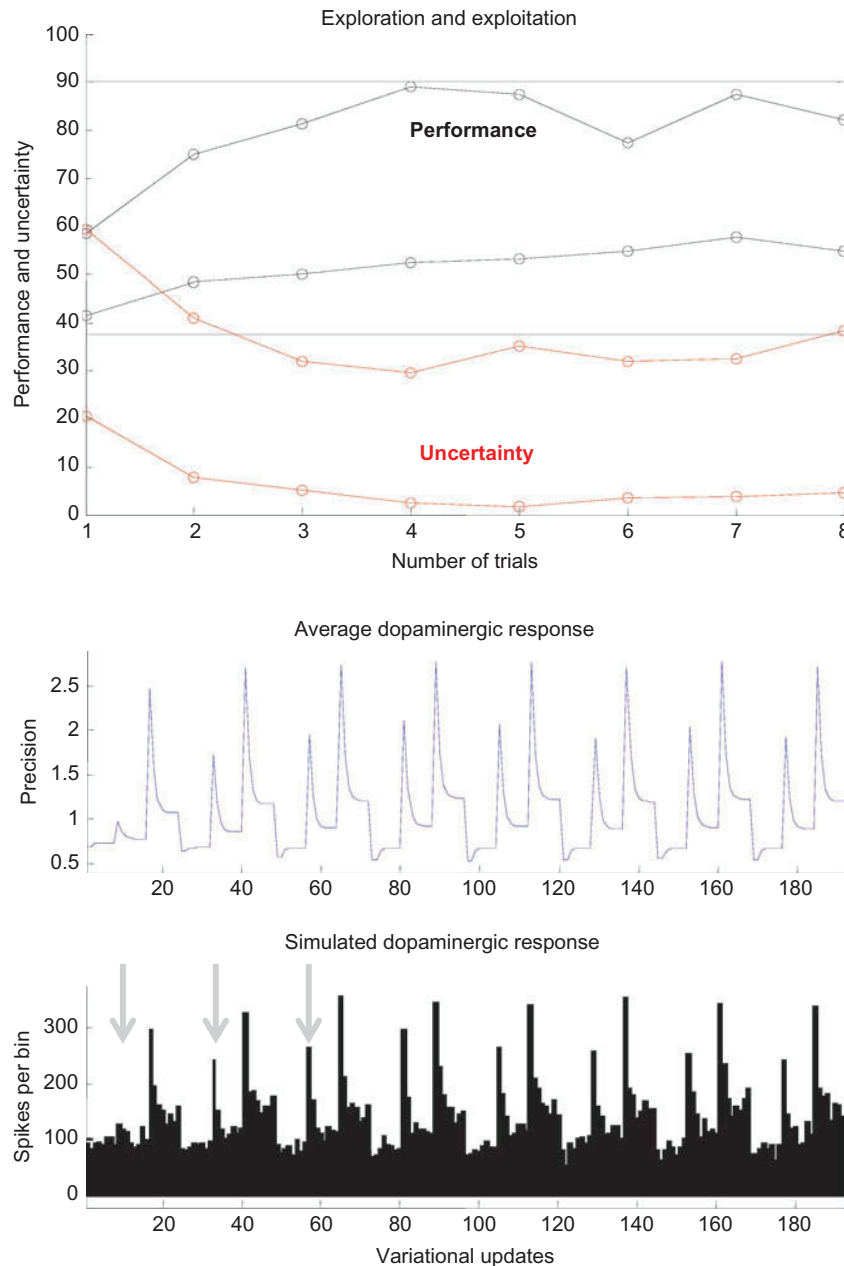 Exploration and exploitation
100
90
80
70
60
50
40
30
20
10
0
Performance and uncertainty
Performance
Uncertainty
1 2 3 4 5 6 7 8
Number of trials
Average dopaminergic response
2.5
2
1.5
1
0.5
Precision
20 40 60 80 100 120 140 160 180
Simulated dopaminergic response
300
200
100
0
Spikes per bin
20 40 60 80 100 120 140 160 180
Variational updates